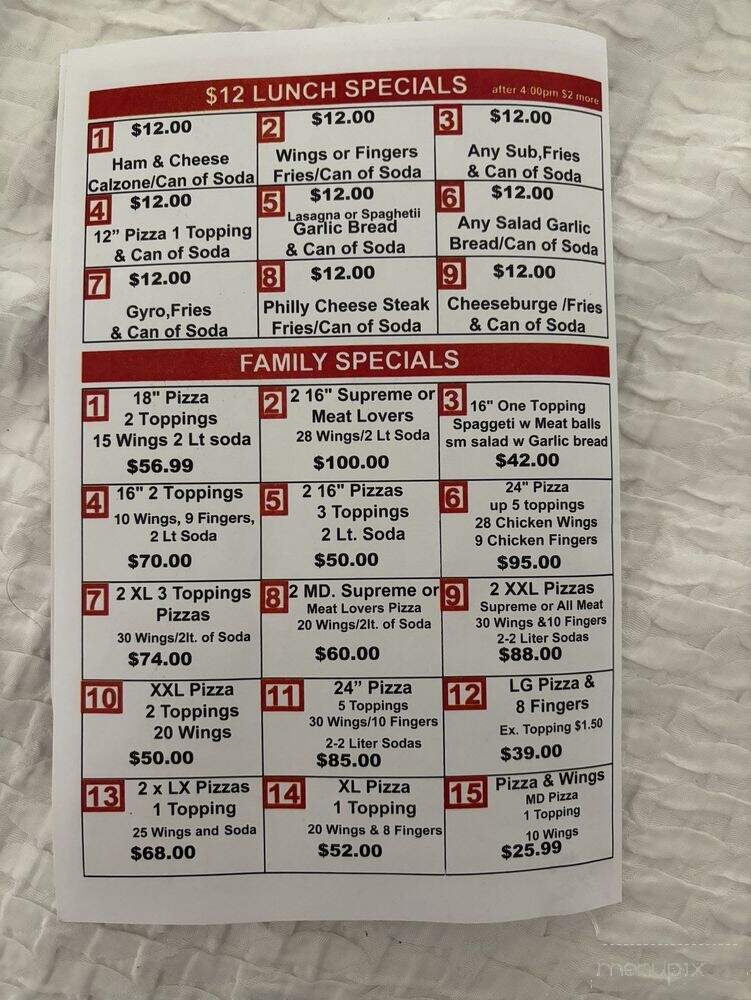 $12 LUNCH SPECIALS after 4:00pm $2 more
1 $12.00
Ham & Cheese
Calzone/Can of Soda
2 $12.00
Wings or Fingers
Fries/Can of Soda
3 $12.00
Any Sub,Fries
& Can of Soda
4 $12.00
12” Pizza 1 Topping
& Can of Soda
5 $12.00
Lasagna or Spaghetii
Garlic Bread
& Can of Soda
6 $12.00
Any Salad Garlic
Bread/Can of Soda
7 $12.00
Gyro,Fries
& Can of Soda
8 $12.00
Philly Cheese Steak
Fries/Can of Soda
9 $12.00
Cheeseburge /Fries
& Can of Soda
FAMILY SPECIALS
1 18" Pizza
2 Toppings
15 Wings 2 Lt soda
$56.99
2 2 16" Supreme or
Meat Lovers
28 Wings/2 Lt Soda
$100.00
3 16" One Topping
Spaggeti w Meat balls
sm salad w Garlic bread
$42.00
4 16" 2 Toppings
10 Wings, 9 Fingers,
2 Lt Soda
$70.00
5 2 16" Pizzas
3 Toppings
2 Lt. Soda
$50.00
6 24" Pizza
up 5 toppings
28 Chicken Wings
9 Chicken Fingers
$95.00
7 2 XL 3 Toppings
Pizzas
30 Wings/2lt. of Soda
$74.00
8 2 MD. Supreme or
Meat Lovers Pizza
20 Wings/2lt. of Soda
$60.00
9 2 XXL Pizzas
Supreme or All Meat
30 Wings &10 Fingers
2-2 Liter Sodas
$88.00
10 XXL Pizza
2 Toppings
20 Wings
$50.00
11 24” Pizza
5 Toppings
30 Wings/10 Fingers
2-2 Liter Sodas
$85.00
12 LG Pizza &
8 Fingers
Ex. Topping $1.50
$39.00
13 2 x LX Pizzas
1 Topping
25 Wings and Soda
$68.00
14 XL Pizza
1 Topping
20 Wings & 8 Fingers
$52.00
15 Pizza & Wings
MD Pizza
1 Topping
10 Wings
$25.99
menupix